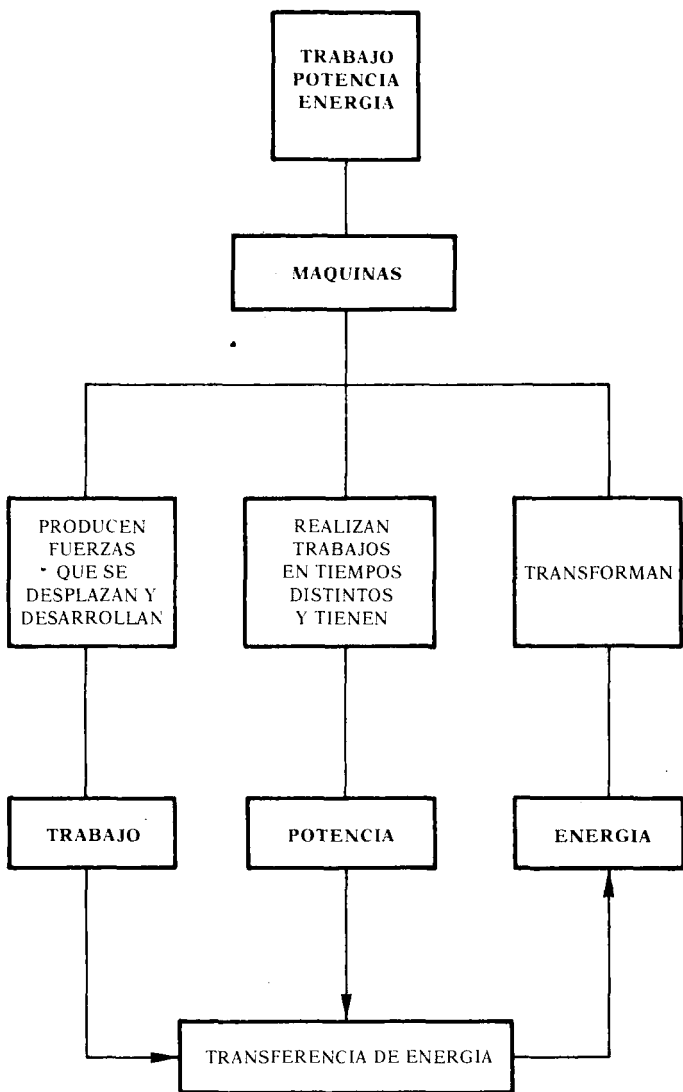 TRABAJO
POTENCIA
ENERGIA
MAQUINAS
PRODUCEN
FUERZAS
QUE SE
DESPLAZAN Y
DESARROLLAN
REALIZAN
TRABAJOS
EN TIEMPOS
DISTINTOS
Y TIENEN
TRANSFORMAN
TRABAJO
POTENCIA
ENERGIA
TRANSFERENCIA DE ENERGIA